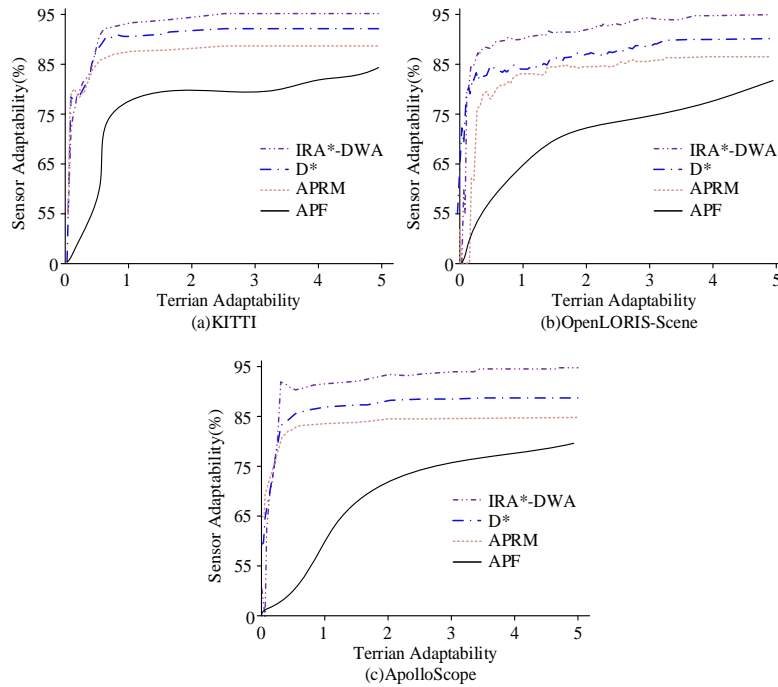 Sensor Adaptability(%)
95
85
75
65
55
0
IRA*-DWA
D*
APRM
APF
0 1 2 3 4 5
Terrian Adaptability
(a)KITTI
Sensor Adaptability(%)
95
85
75
65
55
0
IRA*-DWA
D*
APRM
APF
0 1 2 3 4 5
Terrian Adaptability
(b)OpenLORIS-Scene
Sensor Adaptability(%)
95
85
75
65
55
0
IRA*-DWA
D*
APRM
APF
0 1 2 3 4 5
Terrian Adaptability
(c)ApolloScope